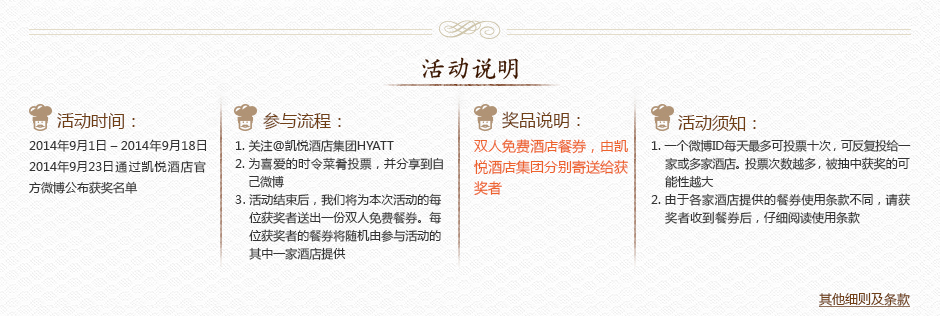 活动说明
活动时间：
2014年9月1日 – 2014年9月18日
2014年9月23日通过凯悦酒店官
方微博公布获奖名单
参与流程：
1. 关注@凯悦酒店集团HYATT
2. 为喜爱的时令菜肴投票，并分享到自
己微博
3. 活动结束后，我们将为本次活动的每
位获奖者送出一份双人免费餐券。每
位获奖者的餐券将随机由参与活动的
其中一家酒店提供
奖品说明：
双人免费酒店餐券，由凯
悦酒店集团分别寄送给获
奖者
活动须知：
1. 一个微博ID每天最多可投票十次，可反复投给一
家或多家酒店。投票次数越多，被抽中获奖的可
能性越大
2. 由于各家酒店提供的餐券使用条款不同，请获
奖者收到餐券后，仔细阅读使用条款
其他细则及条款